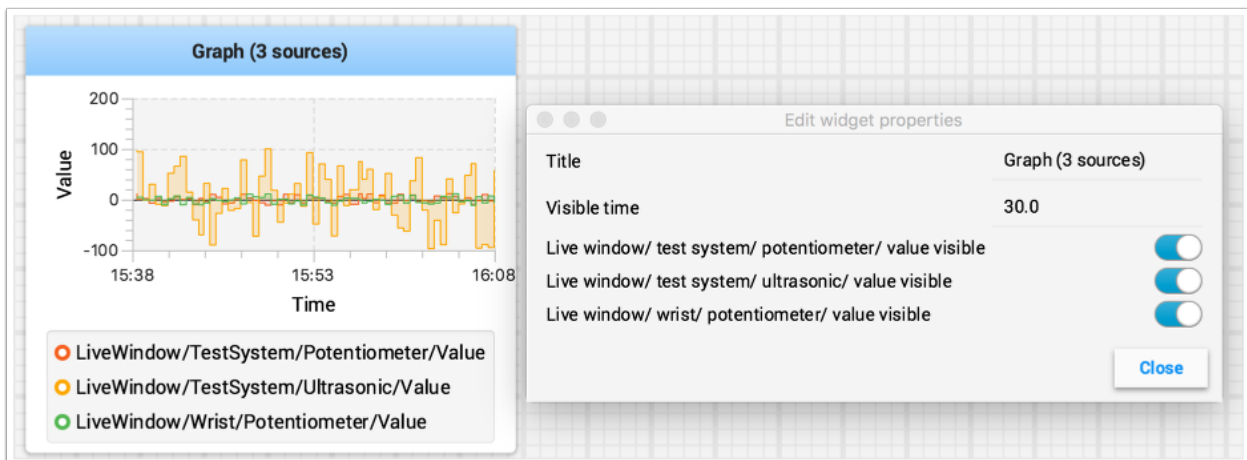 Graph (3 sources)
200
100
0
-100
Value
15:38
15:53
16:08
Time
LiveWindow/TestSystem/Potentiometer/Value
LiveWindow/TestSystem/Ultrasonic/Value
LiveWindow/Wrist/Potentiometer/Value
Edit widget properties
Title Graph (3 sources)
Visible time 30.0
Live window/ test system/ potentiometer/ value visible
Live window/ test system/ ultrasonic/ value visible
Live window/ wrist/ potentiometer/ value visible
Close